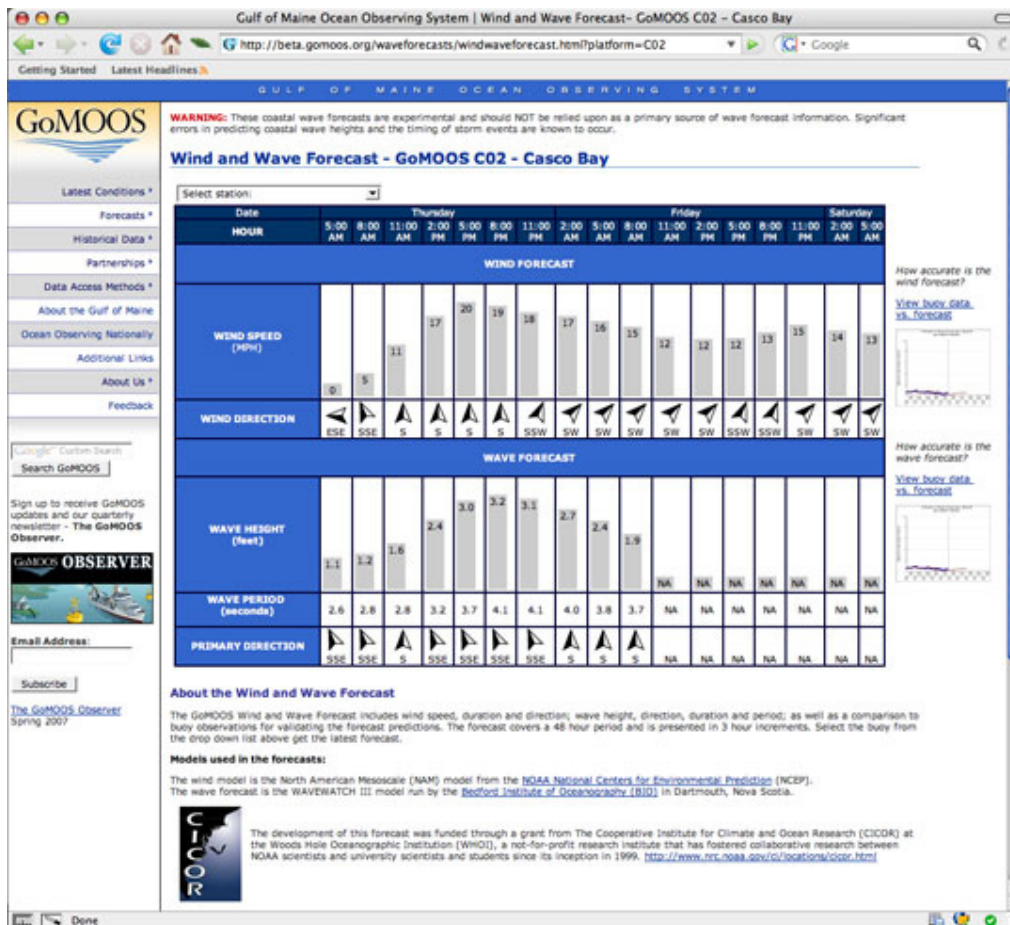 Gulf of Maine Ocean Observing System | Wind and Wave Forecast- GoMOOS C02 - Casco Bay
http://beta.gomoos.org/waveforecasts/windwaveforecast.html?platform=C02
Google
Getting Started Latest Headlines
GULF OF MAINE OCEAN OBSERVING SYSTEM
GoMOOS
Latest Conditions
Forecasts
Historical Data
Partnerships
Data Access Methods
About the Gulf of Maine
Ocean Observing Nationally
Additional Links
About Us
Feedback
Google Custom Search
Search GoMOOS
Sign up to receive GoMOOS
updates and our quarterly
newsletter - The GoMOOS
Observer.
GoMOOS OBSERVER
Email Address:
Subscribe
The GoMOOS Observer
Spring 2007
WARNING: These coastal wave forecasts are experimental and should NOT be relied upon as a primary source of wave forecast information. Significant
errors in predicting coastal wave heights and the timing of storm events are known to occur.
Wind and Wave Forecast - GoMOOS C02 - Casco Bay
Select station:
Date Thursday Friday Saturday
HOUR 5:00 AM 8:00 AM 11:00 AM 2:00 PM 5:00 PM 8:00 PM 11:00 PM 2:00 AM 5:00 AM 8:00 AM 11:00 AM 2:00 PM 5:00 PM 8:00 PM 11:00 PM 2:00 AM 5:00 AM
WIND FORECAST
WIND SPEED
(MPH)
0 5 11 17 20 19 18 17 16 15 12 12 12 13 15 14 13
WIND DIRECTION
ESE SSE S S S S SSW SW SW SW SW SW SSW SSW SW SW SW
WAVE FORECAST
WAVE HEIGHT
(feet)
1.1 1.2 1.6 2.4 3.0 3.2 3.1 2.7 2.4 1.9 NA NA NA NA NA NA NA
WAVE PERIOD
(seconds)
2.6 2.8 2.8 3.2 3.7 4.1 4.1 4.0 3.8 3.7 NA NA NA NA NA NA NA
PRIMARY DIRECTION
SSE SSE S SSE SSE SSE SSE S S S NA NA NA NA NA NA NA
How accurate is the
wind forecast?
View buoy data
vs. forecast
How accurate is the
wave forecast?
View buoy data
vs. forecast
About the Wind and Wave Forecast
The GoMOOS Wind and Wave Forecast includes wind speed, duration and direction; wave height, direction, duration and period; as well as a comparison to
buoy observations for validating the forecast predictions. The forecast covers a 48 hour period and is presented in 3 hour increments. Select the buoy from
the drop down list above get the latest forecast.
Models used in the forecasts:
The wind model is the North American Mesoscale (NAM) model from the NOAA National Centers for Environmental Prediction (NCEP).
The wave forecast is the WAVEWATCH III model run by the Bedford Institute of Oceanography (BIO) in Dartmouth, Nova Scotia.
CICOR
The development of this forecast was funded through a grant from The Cooperative Institute for Climate and Ocean Research (CICOR) at
the Woods Hole Oceanographic Institution (WHOI), a not-for-profit research institute that has fostered collaborative research between
NOAA scientists and university scientists and students since its inception in 1999. http://www.nrc.noaa.gov/ci/locations/cicor.html
Done